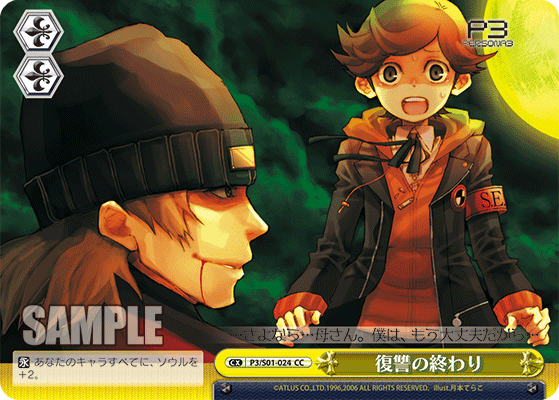 P3
PERSONA3
SE
SAMPLE
…さよなら…母さん。僕は、もう大丈夫だから…
永 あなたのキャラすべてに、ソウルを
+2。
CX P3/S01-024 CC
復讐の終わり
©ATLUS CO.,LTD.1996,2006 ALL RIGHTS RESERVED. illust.月本てらこ